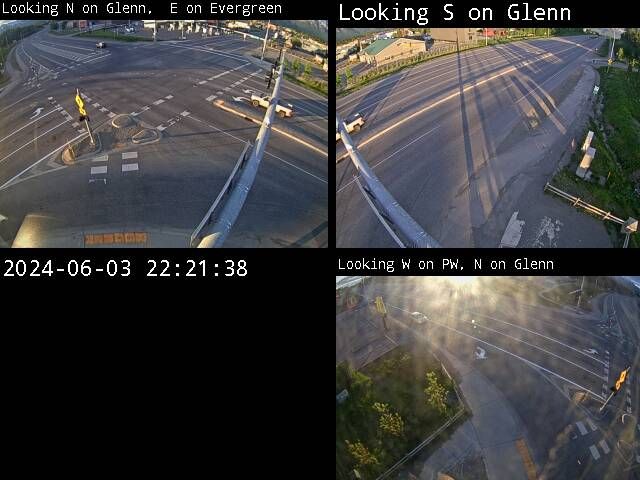 Looking N on Glenn, E on Evergreen
Looking S on Glenn
2024-06-03 22:21:38
Looking W on PW, N on Glenn